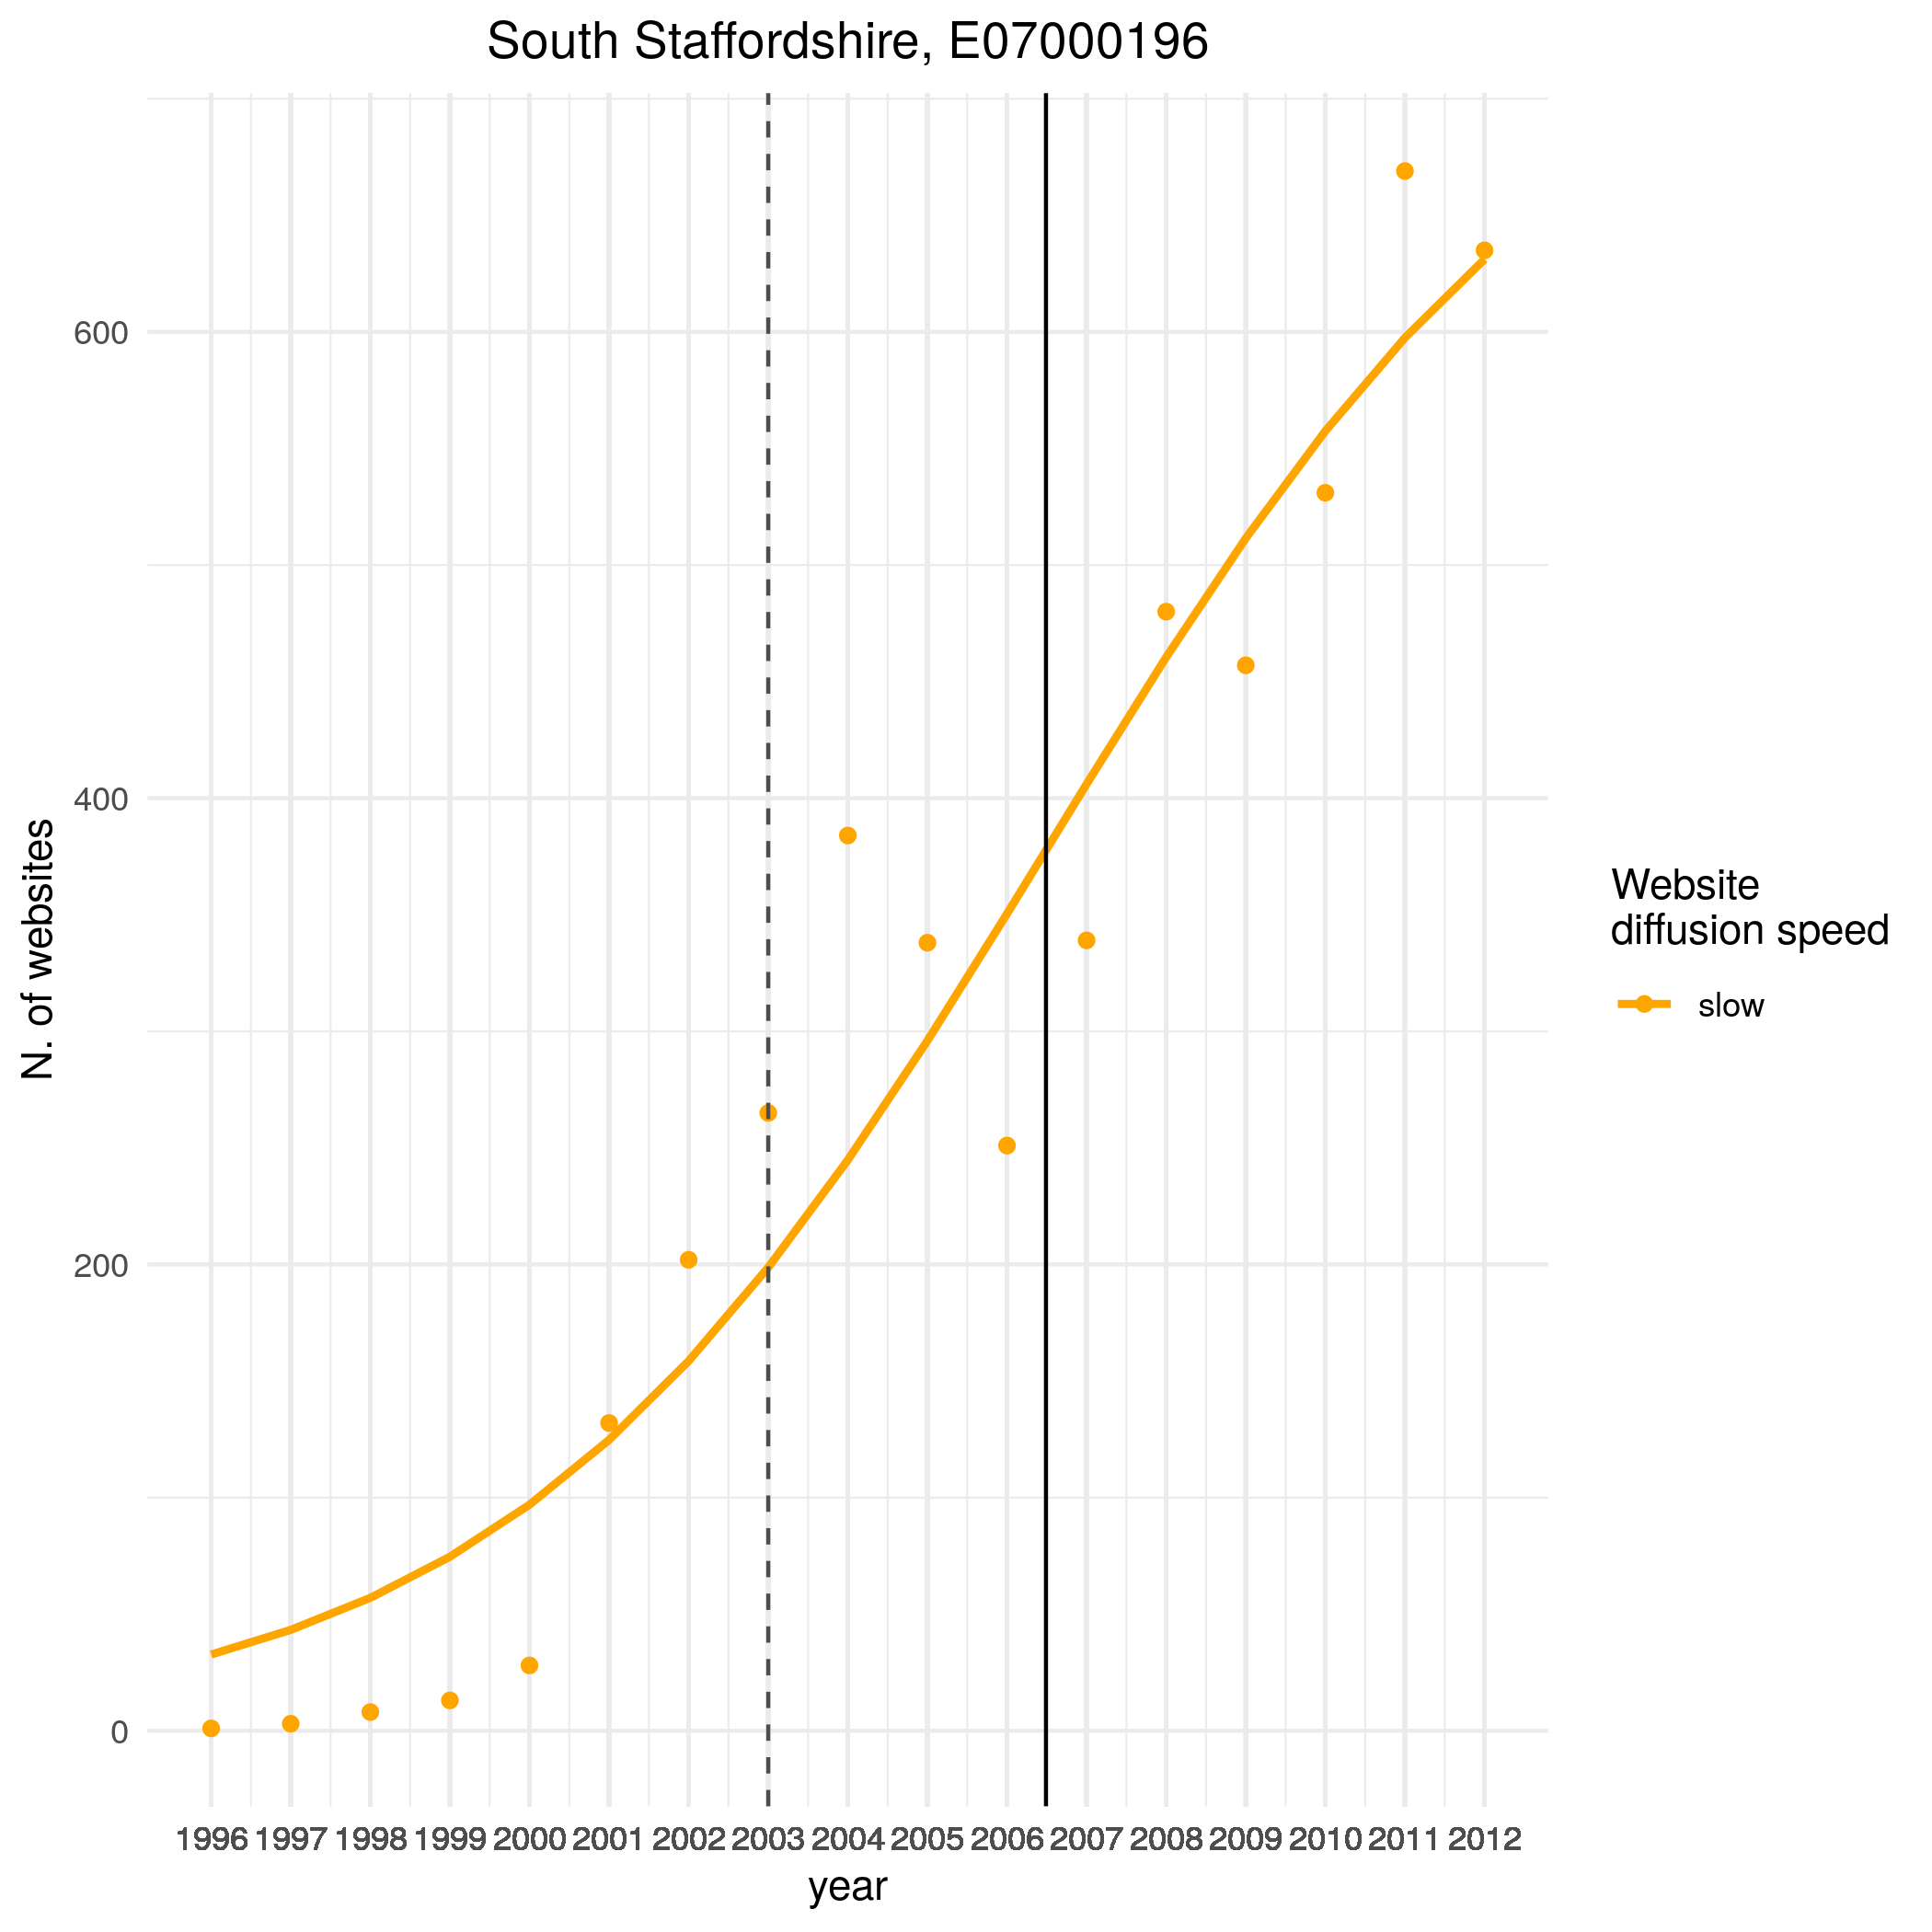 South Staffordshire, E07000196
N. of websites
600
400
200
0
1996 1997 1998 1999 2000 2001 2002 2003 2004 2005 2006 2007 2008 2009 2010 2011 2012
year
Website
diffusion speed
slow